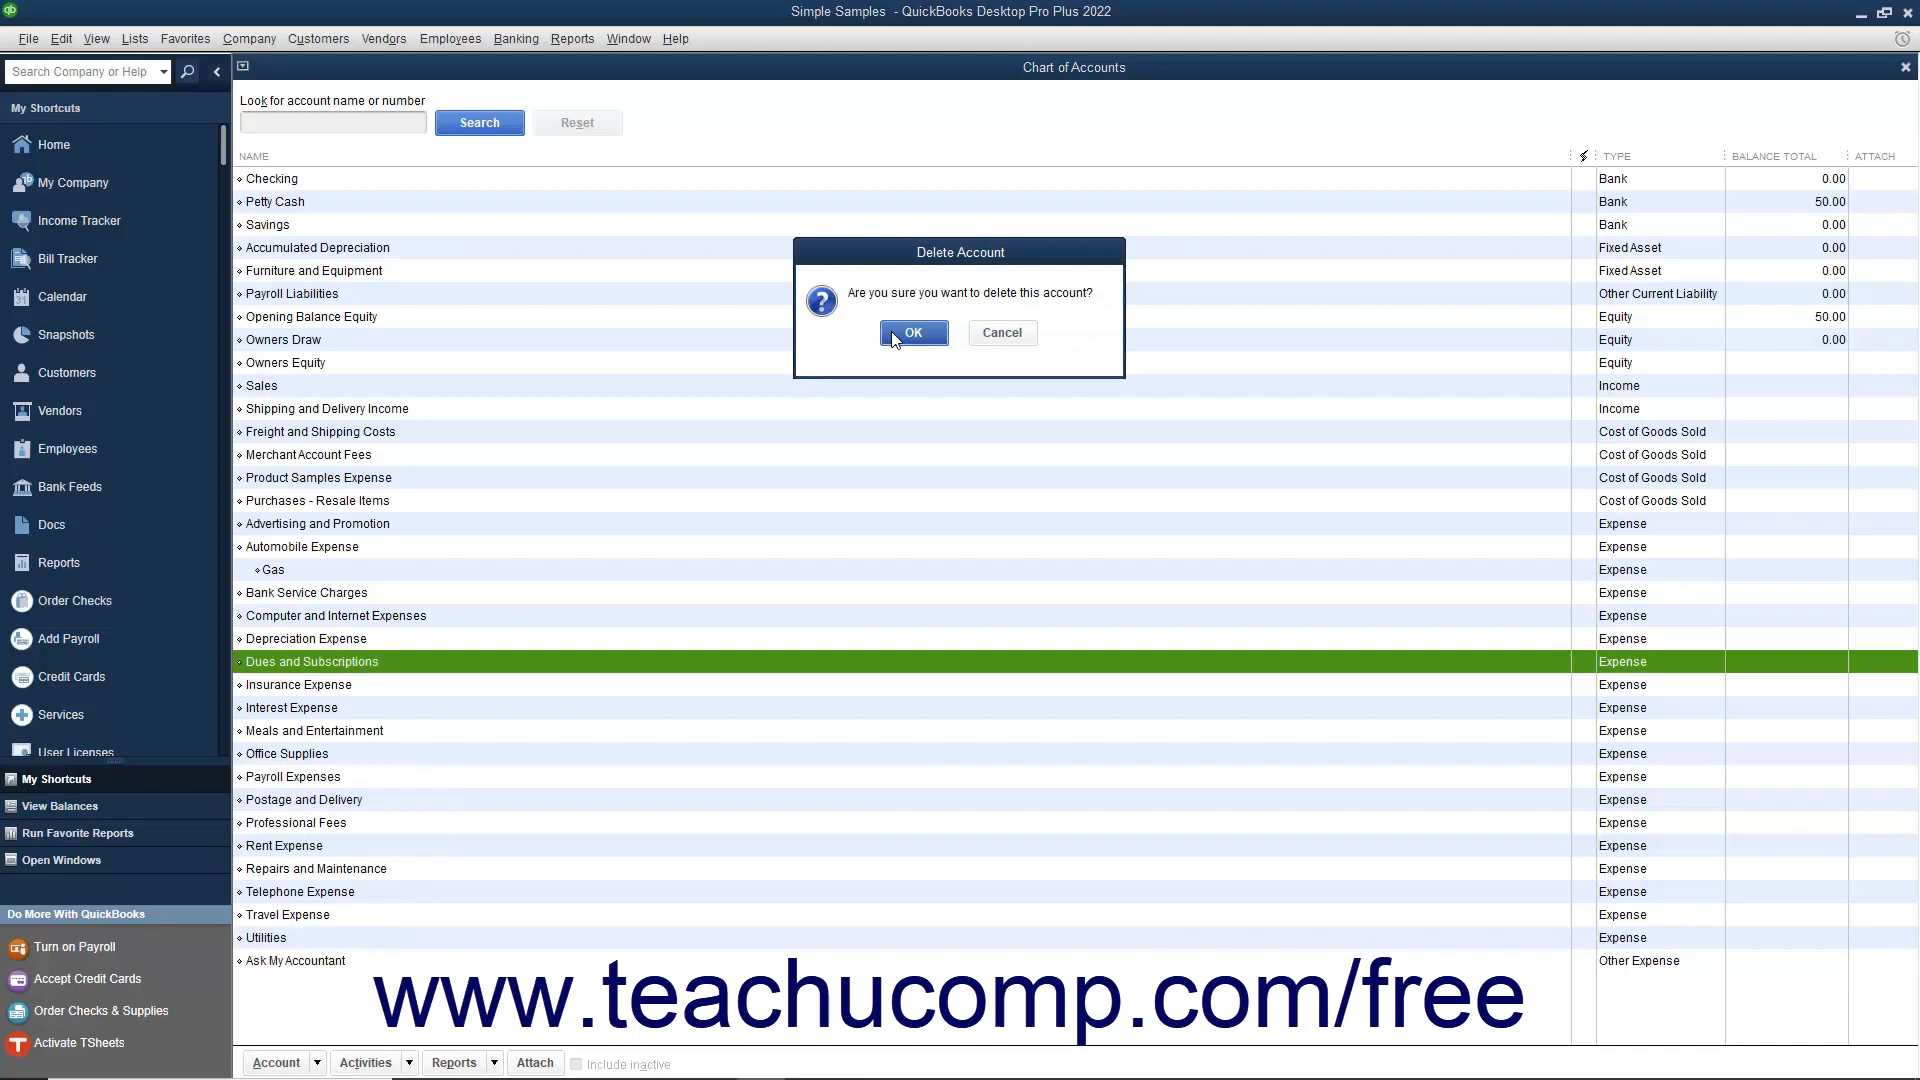 Simple Samples - QuickBooks Desktop Pro Plus 2022
File Edit View Lists Favorites Company Customers Vendors Employees Banking Reports Window Help
Search Company or Help
Chart of Accounts
My Shortcuts
Home
My Company
Income Tracker
Bill Tracker
Calendar
Snapshots
Customers
Vendors
Employees
Bank Feeds
Docs
Reports
Order Checks
Add Payroll
Credit Cards
Services
User Licenses
My Shortcuts
View Balances
Run Favorite Reports
Open Windows
Do More With QuickBooks
Turn on Payroll
Accept Credit Cards
Order Checks & Supplies
Activate TSheets
Look for account name or number
Search Reset
NAME TYPE BALANCE TOTAL ATTACH
Checking Bank 0.00
Petty Cash Bank 50.00
Savings Bank 0.00
Accumulated Depreciation Fixed Asset 0.00
Furniture and Equipment Fixed Asset 0.00
Payroll Liabilities Other Current Liability 0.00
Opening Balance Equity Equity 50.00
Owners Draw Equity 0.00
Owners Equity Equity
Sales Income
Shipping and Delivery Income Income
Freight and Shipping Costs Cost of Goods Sold
Merchant Account Fees Cost of Goods Sold
Product Samples Expense Cost of Goods Sold
Purchases - Resale Items Cost of Goods Sold
Advertising and Promotion Expense
Automobile Expense Expense
Gas Expense
Bank Service Charges Expense
Computer and Internet Expenses Expense
Depreciation Expense Expense
Dues and Subscriptions Expense
Insurance Expense Expense
Interest Expense Expense
Meals and Entertainment Expense
Office Supplies Expense
Payroll Expenses Expense
Postage and Delivery Expense
Professional Fees Expense
Rent Expense Expense
Repairs and Maintenance Expense
Telephone Expense Expense
Travel Expense Expense
Utilities Expense
Ask My Accountant Other Expense
Delete Account
Are you sure you want to delete this account?
OK Cancel
www.teachucomp.com/free
Account Activities Reports Attach Include inactive